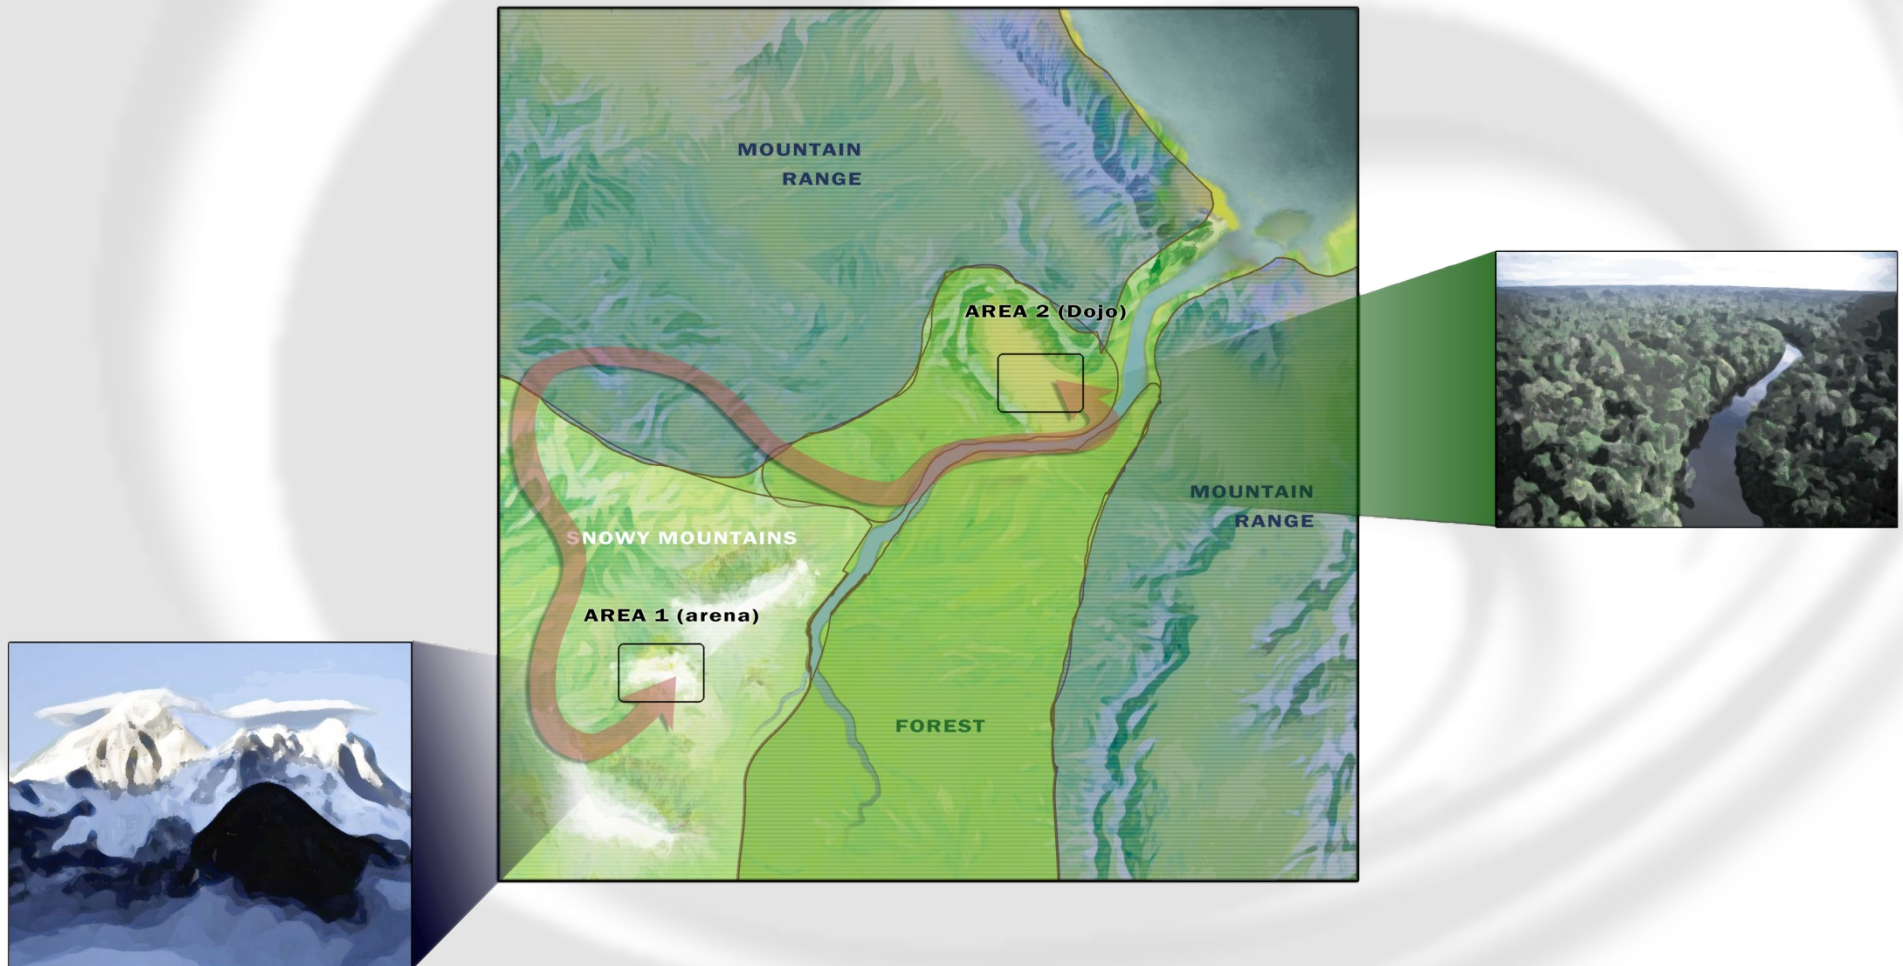 MOUNTAIN
RANGE
AREA 2 (Dojo)
MOUNTAIN
RANGE
SNOWY MOUNTAINS
AREA 1 (arena)
FOREST